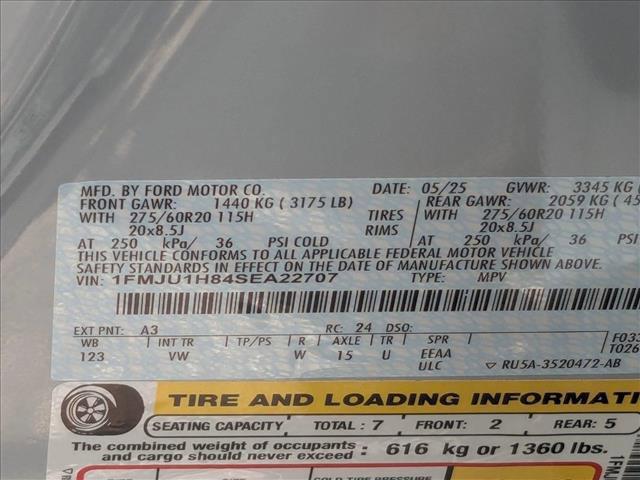 MFD. BY FORD MOTOR CO. DATE: 05/25 GVWR: 3345 KG (
FRONT GAWR: 1440 KG ( 3175 LB) REAR GAWR: 2059 KG ( 45
WITH 275/60R20 115H TIRES WITH 275/60R20 115H
20x8.5J RIMS 20x8.5J
AT 250 kPa/ 36 PSI COLD AT 250 kPa/ 36
THIS VEHICLE CONFORMS TO ALL APPLICABLE FEDERAL MOTOR VEHICLE
SAFETY STANDARDS IN EFFECT ON THE DATE OF MANUFACTURE SHOWN ABOVE.
VIN: 1FMJU1H84SEA22707 TYPE: MPV
EXT PNT: A3 RC: 24 DSO:
WB INT TR TP/PS R AXLE TR SPR F033
123 VW W 15 U EEAA T026
ULC ▽ RU5A-3520472-AB
TIRE AND LOADING INFORMATI
SEATING CAPACITY TOTAL : 7 FRONT: 2 REAR: 5
The combined weight of occupants
and cargo should never exceed : 616 kg or 1360 lbs.
1FMJ